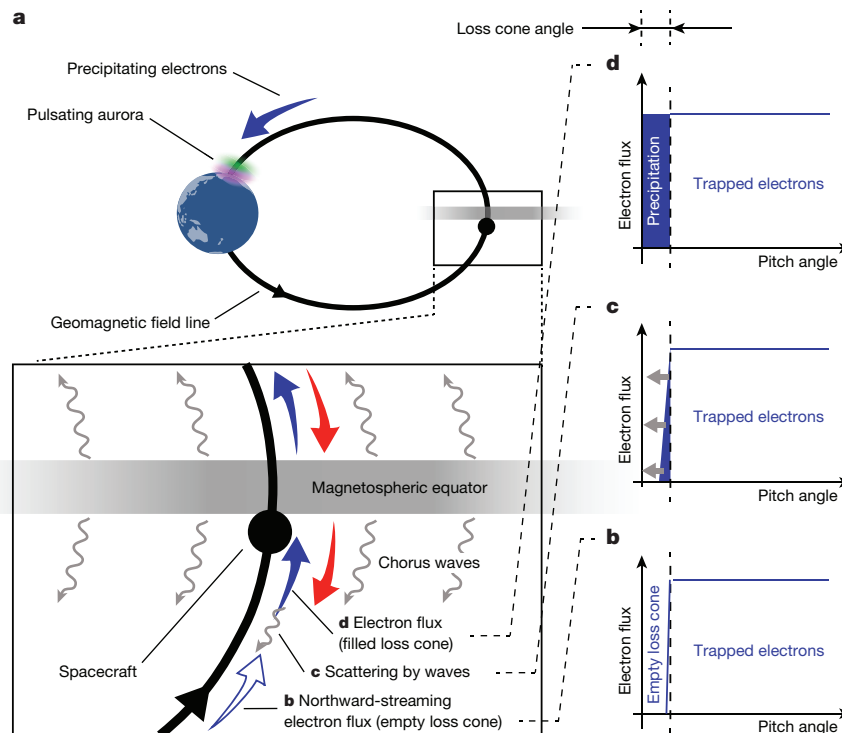 a
Precipitating electrons
Pulsating aurora
Geomagnetic field line
Magnetospheric equator
Chorus waves
Spacecraft
d Electron flux
(filled loss cone)
c Scattering by waves
b Northward-streaming
electron flux (empty loss cone)
Loss cone angle
d
Electron flux
Precipitation
Trapped electrons
Pitch angle
c
Electron flux
Trapped electrons
Pitch angle
b
Electron flux
Empty loss cone
Trapped electrons
Pitch angle